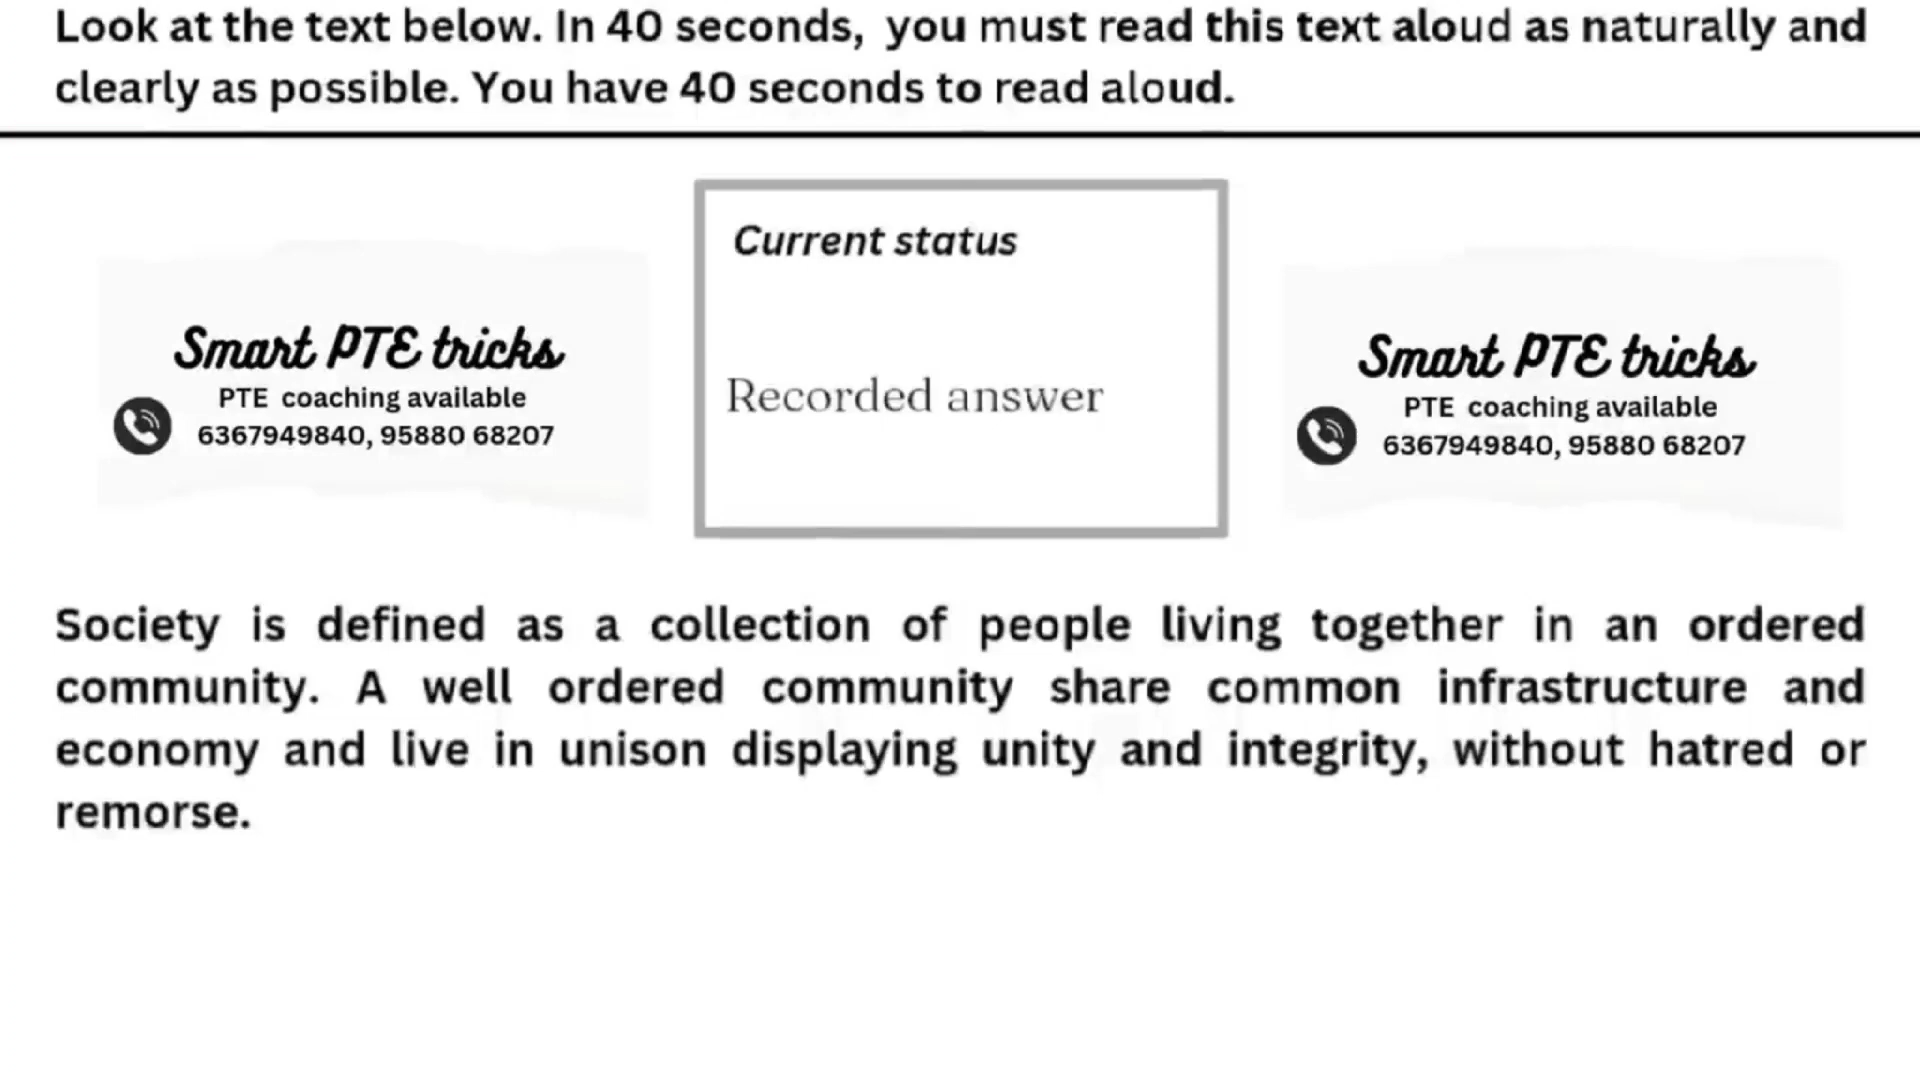 Look at the text below. In 40 seconds, you must read this text aloud as naturally and
clearly as possible. You have 40 seconds to read aloud.
Current status
Recorded answer
Smart PTE tricks
PTE coaching available
6367949840, 95880 68207
Smart PTE tricks
PTE coaching available
6367949840, 95880 68207
Society is defined as a collection of people living together in an ordered
community. A well ordered community share common infrastructure and
economy and live in unison displaying unity and integrity, without hatred or
remorse.